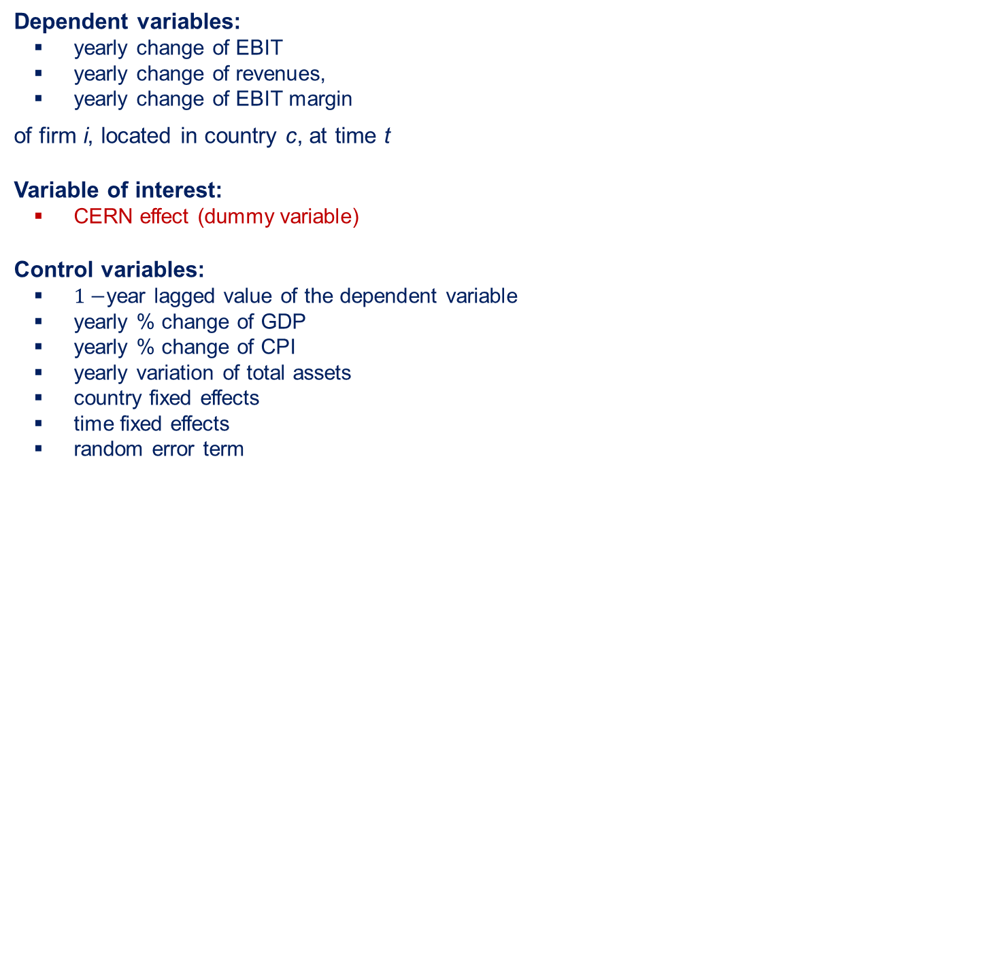 Dependent variables:
▪ yearly change of EBIT
▪ yearly change of revenues,
▪ yearly change of EBIT margin
of firm i, located in country c, at time t
Variable of interest:
▪ CERN effect (dummy variable)
Control variables:
▪ 1 −year lagged value of the dependent variable
▪ yearly % change of GDP
▪ yearly % change of CPI
▪ yearly variation of total assets
▪ country fixed effects
▪ time fixed effects
▪ random error term